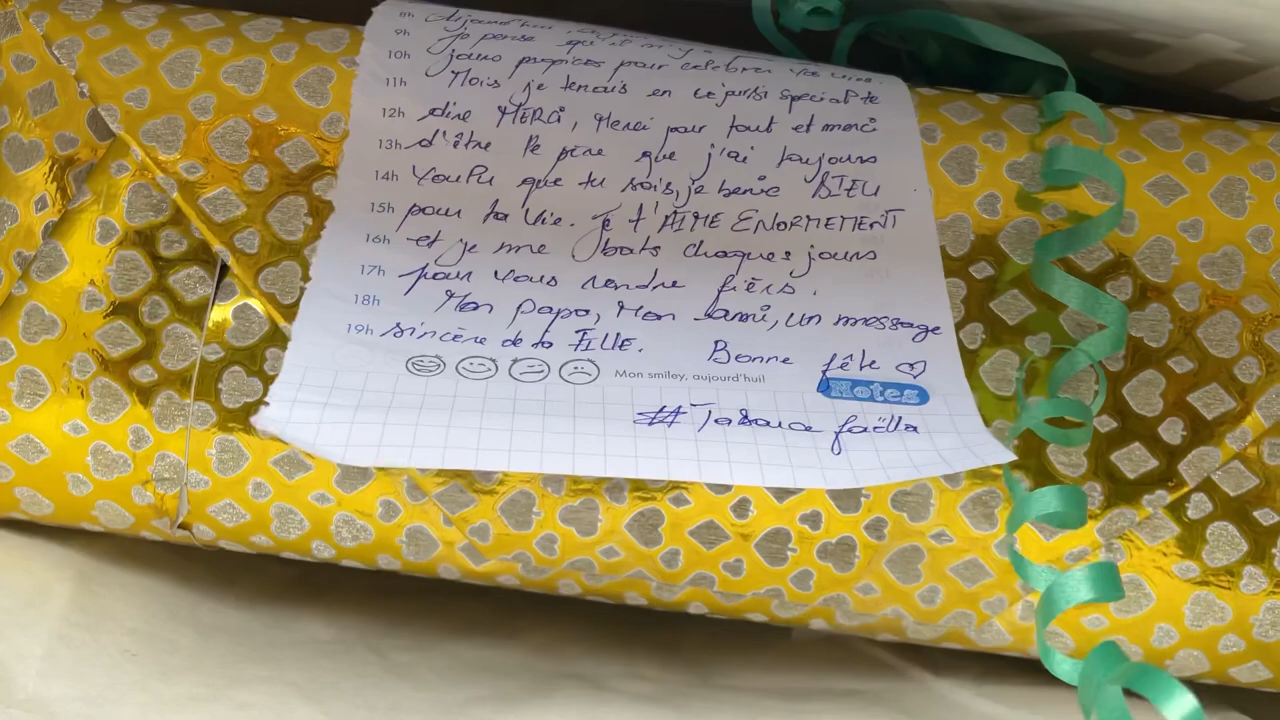 8h Aujourd'hui,
9h je pense qu'il n'y a
10h jours propices pour célébrer vos vies.
11h Mais je tenais en ce jour si spécial te
12h dire MERCi, Merci pour tout et merci
13h d'être le père que j'ai toujours
14h voulu que tu sois, je benie DIEU
15h pour ta vie. je t'AIME ENORMEMENT
16h et je me bats chaques jours
17h pour vous rendre fièrs.
18h Mon papa, Mon ami, un message
19h sincère de ta FILLE. Bonne fête
Mon smiley, aujourd'hui!
Notes